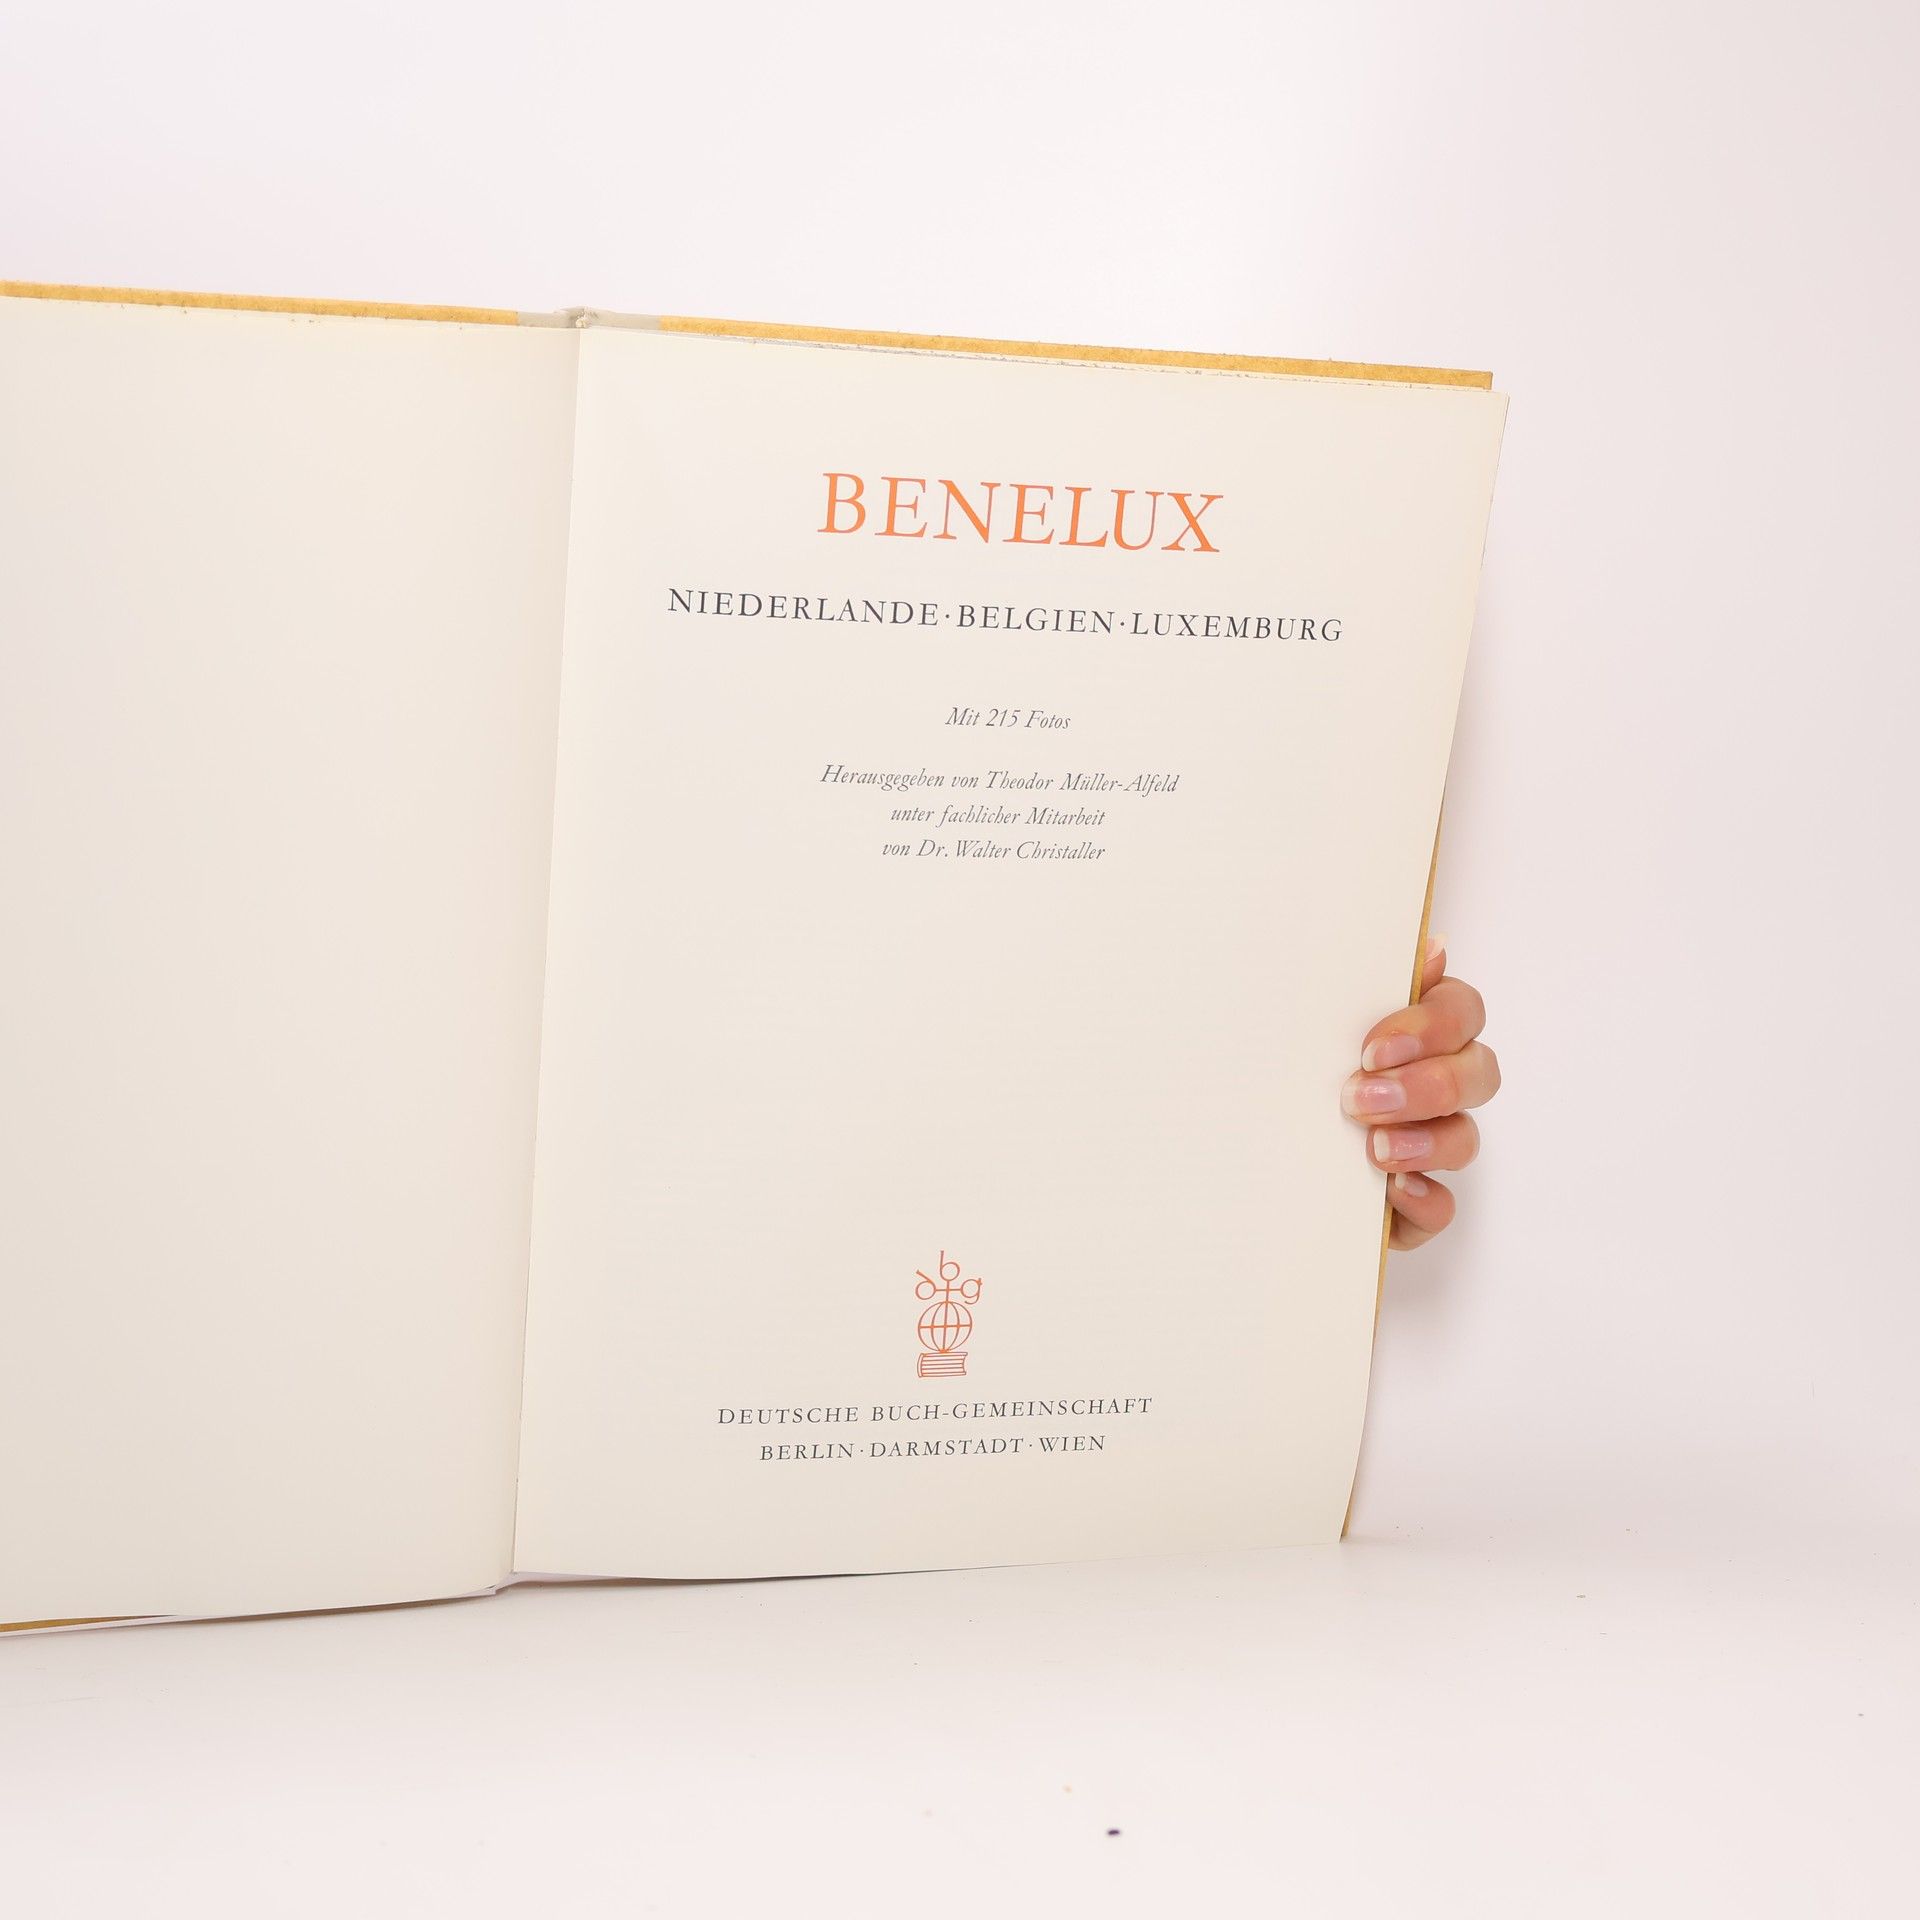 BENELUX
NIEDERLANDE·BELGIEN·LUXEMBURG
Mit 215 Fotos
Herausgegeben von Theodor Müller-Alfeld
unter fachlicher Mitarbeit
von Dr. Walter Christaller
dbg
DEUTSCHE BUCH-GEMEINSCHAFT
BERLIN·DARMSTADT·WIEN